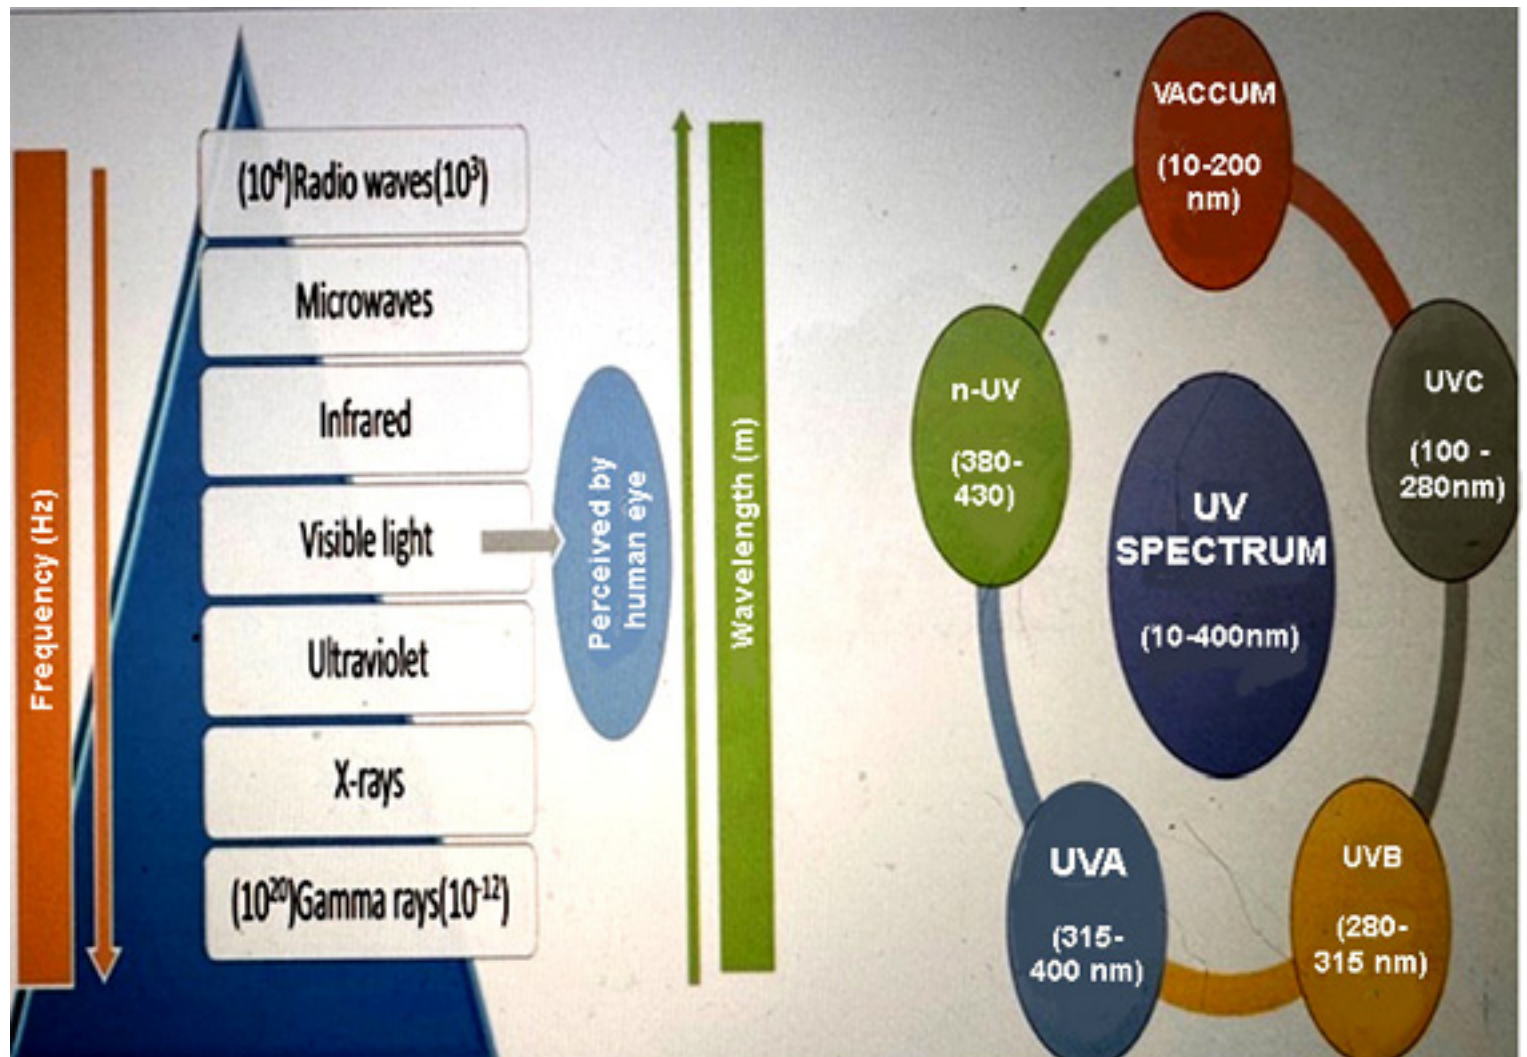 Frequency (Hz)
(10⁴)Radio waves(10³)
Microwaves
Infrared
Visible light
Ultraviolet
X-rays
(10²⁰)Gamma rays(10⁻¹²)
Perceived by
human eye
Wavelength (m)
VACCUM
(10-200
nm)
n-UV
(380-
430)
UVC
(100 -
280nm)
UV
SPECTRUM
(10-400nm)
UVA
(315-
400 nm)
UVB
(280-
315 nm)